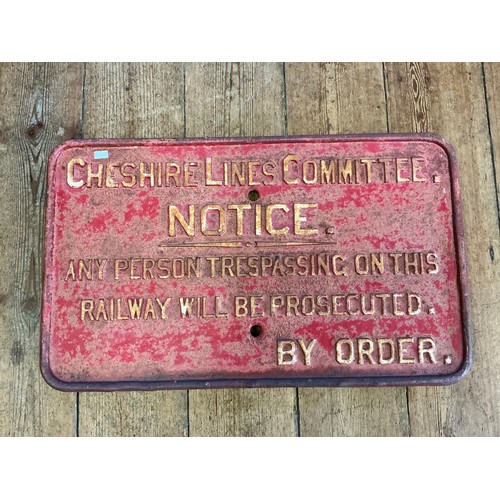 CHESHIRE LINES COMMITTEE.
NOTICE.
ANY PERSON TRESPASSING ON THIS
RAILWAY WILL BE PROSECUTED.
BY ORDER.